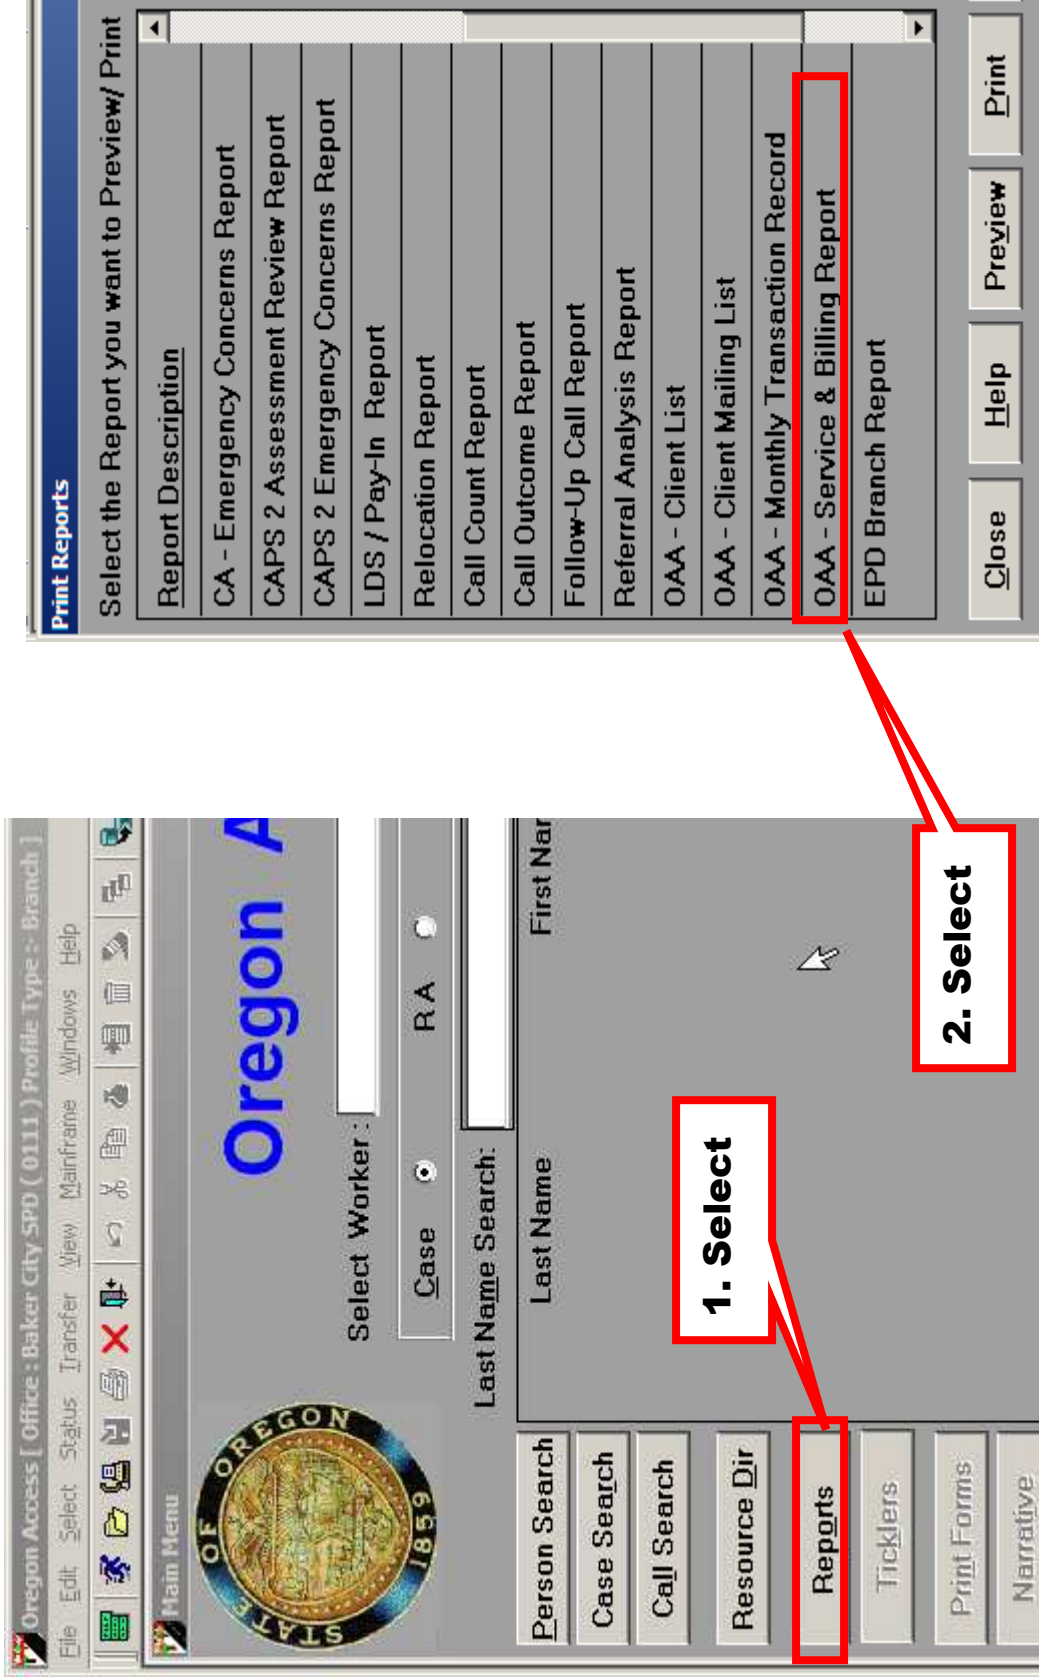 Oregon Access [ Office : Baker City SPD ( 0111 ) Profile Type :- Branch ]
File Edit Select Status Transfer View Mainframe Windows Help
Main Menu
STATE OF OREGON
1859
Oregon A
Select Worker :
Case RA
Last Name Search:
Last Name First Nar
Person Search
Case Search
Call Search
Resource Dir
Reports
Ticklers
Print Forms
Narrative
1. Select
2. Select
Print Reports
Select the Report you want to Preview/ Print
Report Description
CA - Emergency Concerns Report
CAPS 2 Assessment Review Report
CAPS 2 Emergency Concerns Report
LDS / Pay-In Report
Relocation Report
Call Count Report
Call Outcome Report
Follow-Up Call Report
Referral Analysis Report
OAA - Client List
OAA - Client Mailing List
OAA - Monthly Transaction Record
OAA - Service & Billing Report
EPD Branch Report
Close Help Preview Print